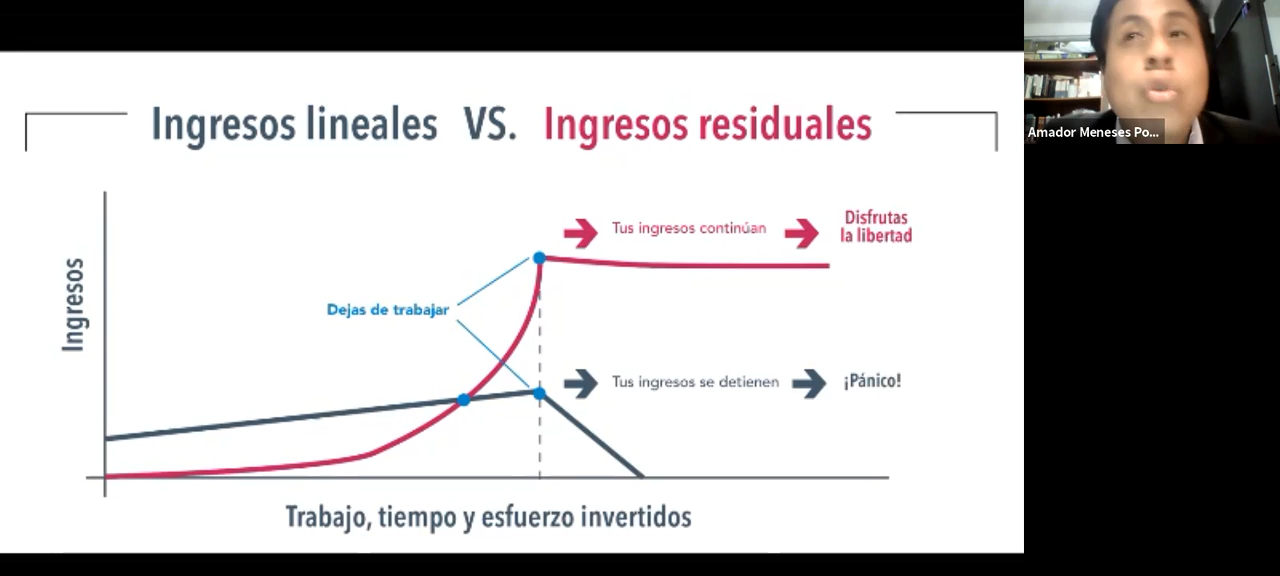 Ingresos lineales VS. Ingresos residuales
Ingresos
Tus ingresos continúan
Disfrutas
la libertad
Dejas de trabajar
Tus ingresos se detienen
¡Pánico!
Trabajo, tiempo y esfuerzo invertidos
Amador Meneses Po...